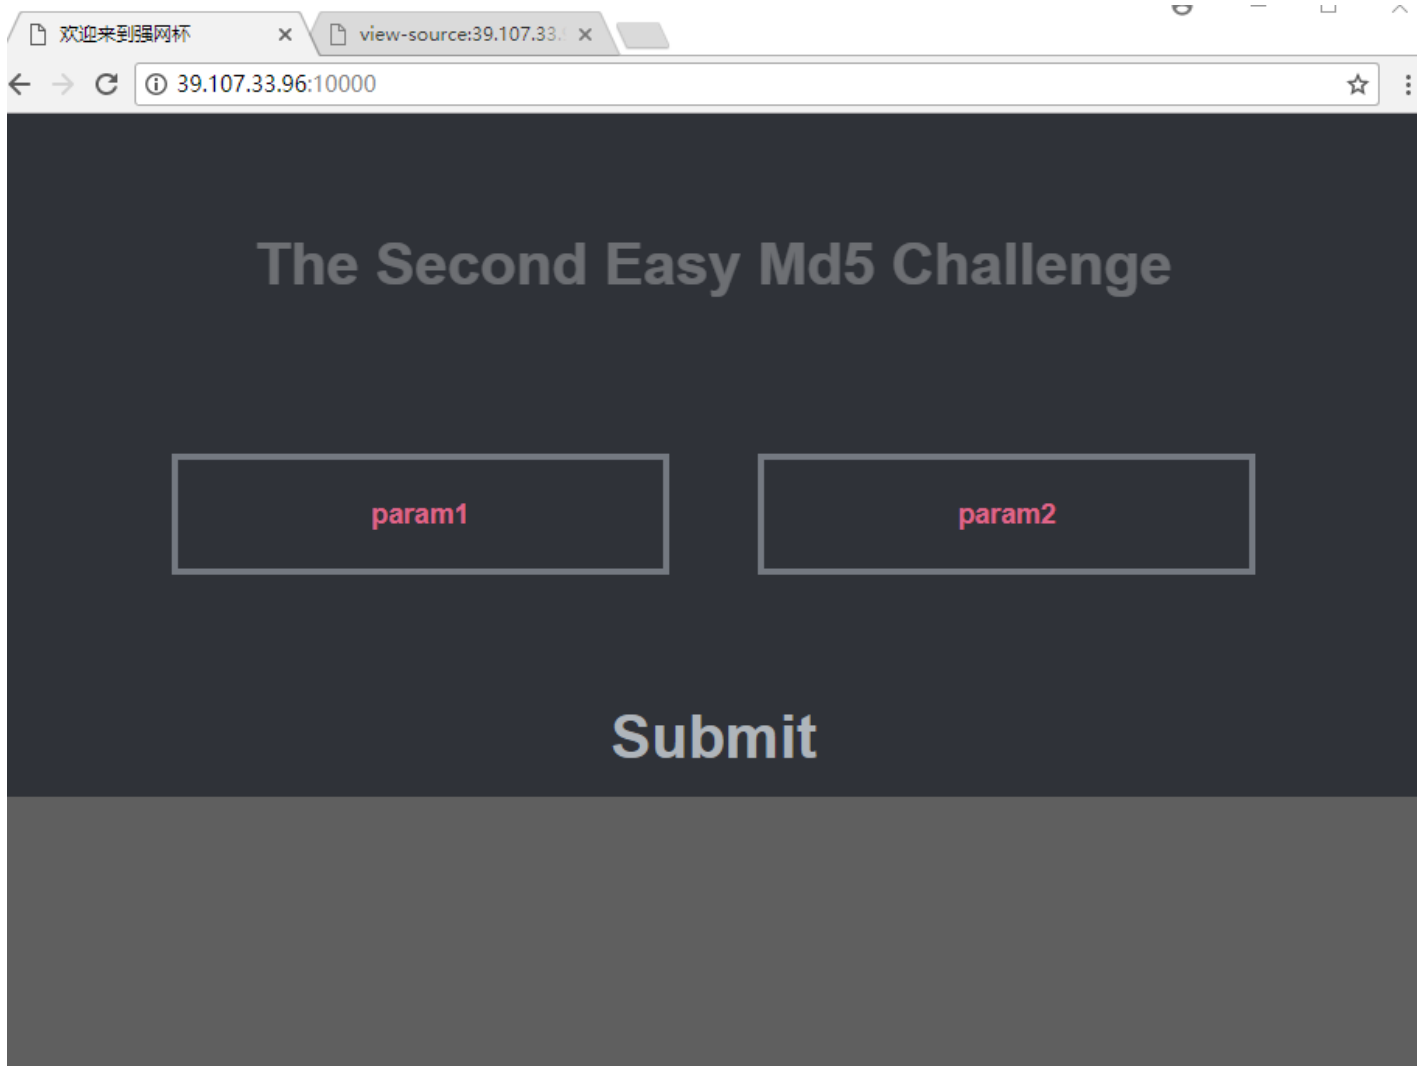 欢迎来到强网杯
view-source:39.107.33.
39.107.33.96:10000
The Second Easy Md5 Challenge
param1
param2
Submit